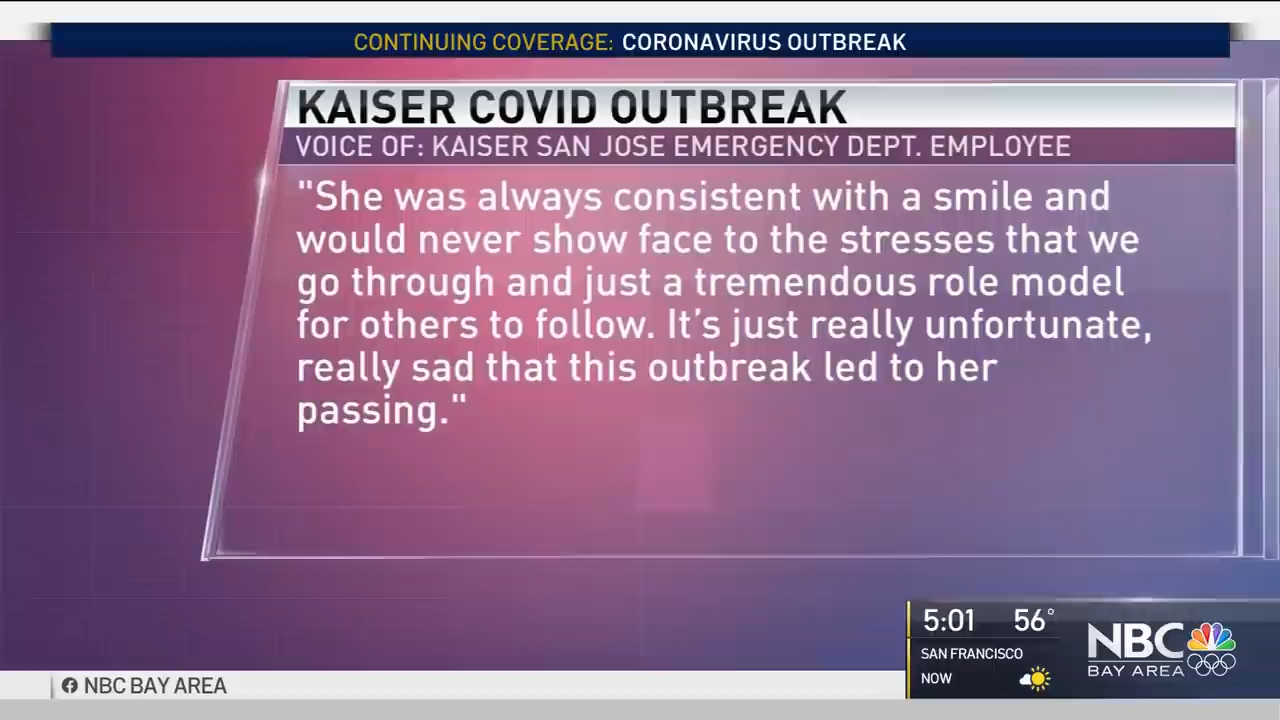 CONTINUING COVERAGE: CORONAVIRUS OUTBREAK
KAISER COVID OUTBREAK
VOICE OF: KAISER SAN JOSE EMERGENCY DEPT. EMPLOYEE
"She was always consistent with a smile and
would never show face to the stresses that we
go through and just a tremendous role model
for others to follow. It’s just really unfortunate,
really sad that this outbreak led to her
passing."
5:01 56°
SAN FRANCISCO
NOW
NBC
BAY AREA
NBC BAY AREA